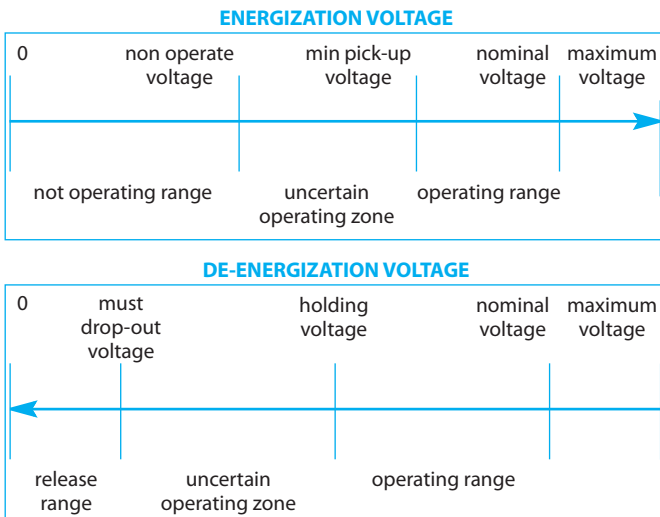 ENERGIZATION VOLTAGE
0
non operate
voltage
min pick-up
voltage
nominal
voltage
maximum
voltage
not operating range
uncertain
operating zone
operating range
DE-ENERGIZATION VOLTAGE
0
must
drop-out
voltage
holding
voltage
nominal
voltage
maximum
voltage
release
range
uncertain
operating zone
operating range